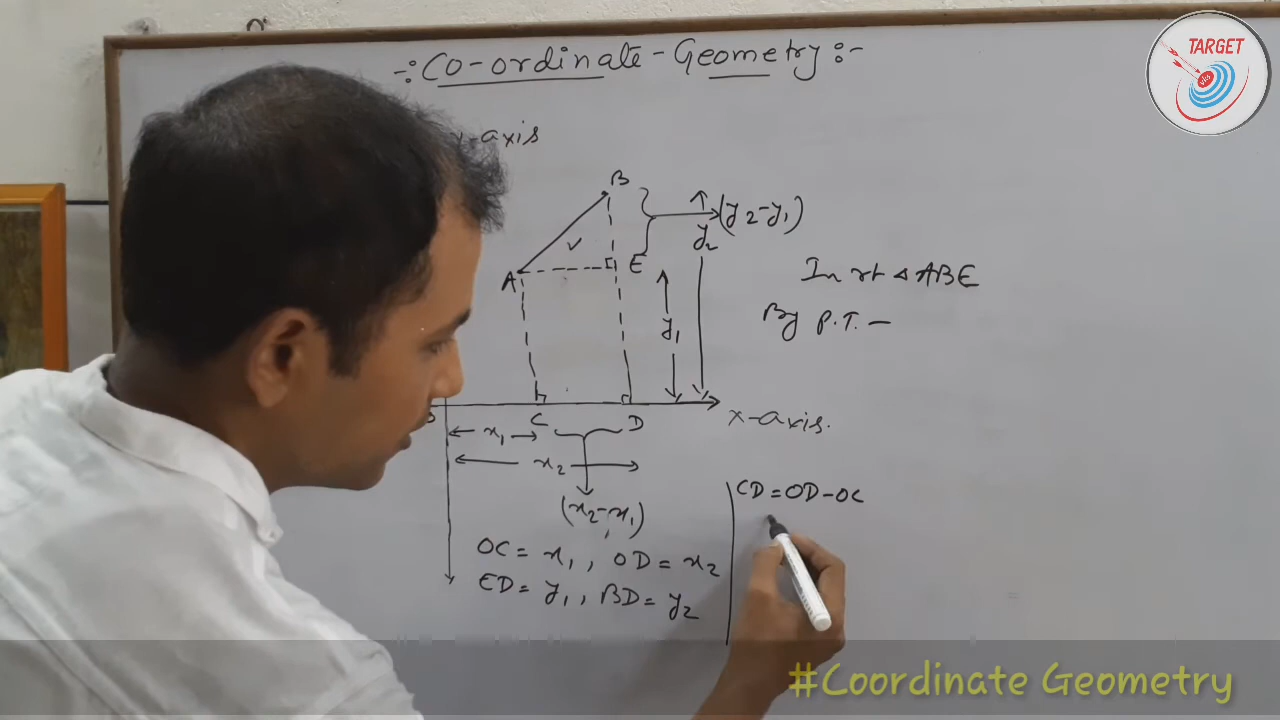 -:Co-ordinate-Geometry:-
TARGET
-axis
B
(y2-y1)
y2
A
E
y1
In rt △ABE
By P.T. -
C
D
x-axis.
x1
x2
(x2-x1)
CD=OD-OC
OC= x1, OD= x2
ED= y1, BD= y2
#Coordinate Geometry